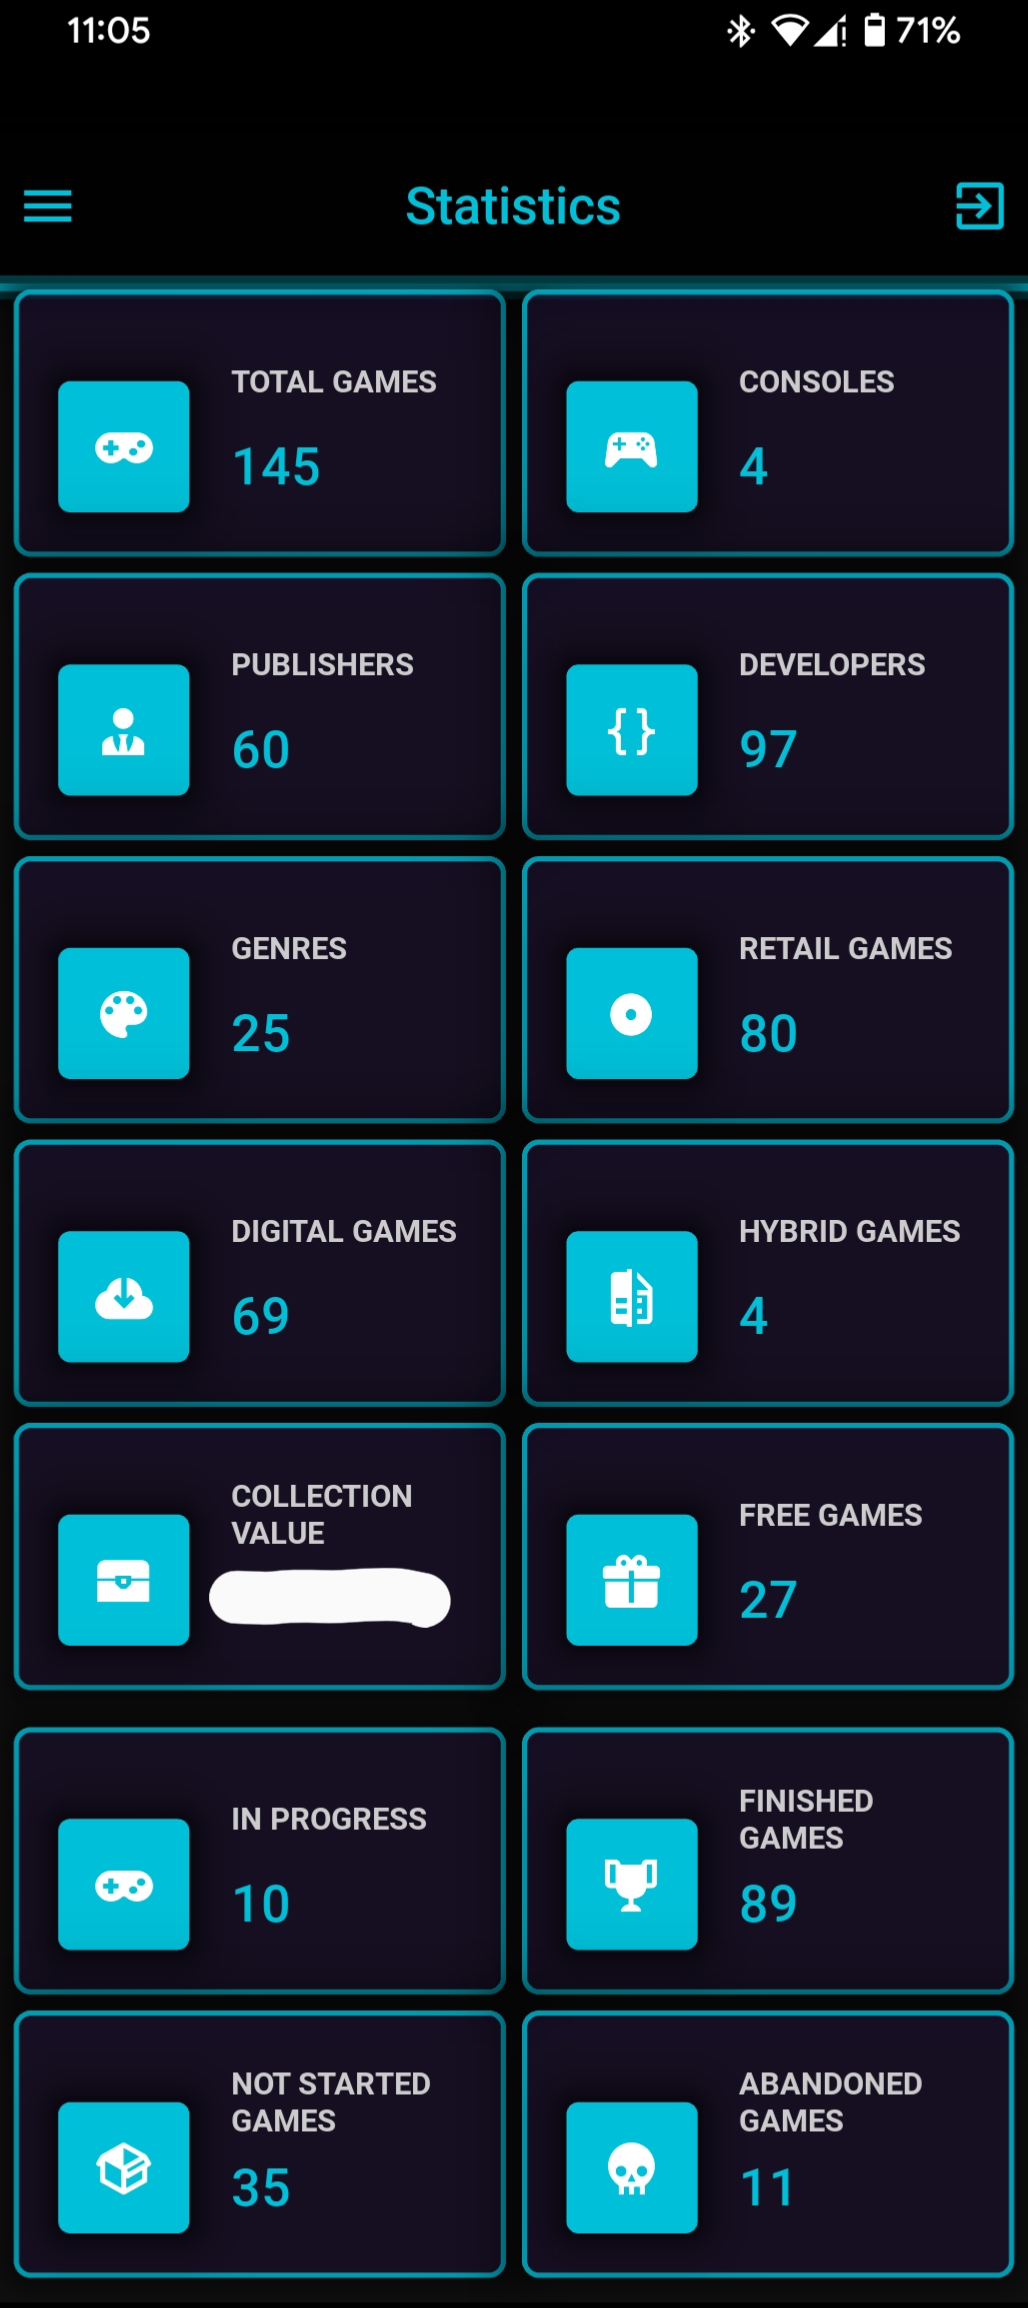 11:05
71%
Statistics
TOTAL GAMES
145
CONSOLES
4
PUBLISHERS
60
DEVELOPERS
97
GENRES
25
RETAIL GAMES
80
DIGITAL GAMES
69
HYBRID GAMES
4
COLLECTION
VALUE
FREE GAMES
27
IN PROGRESS
10
FINISHED
GAMES
89
NOT STARTED
GAMES
35
ABANDONED
GAMES
11